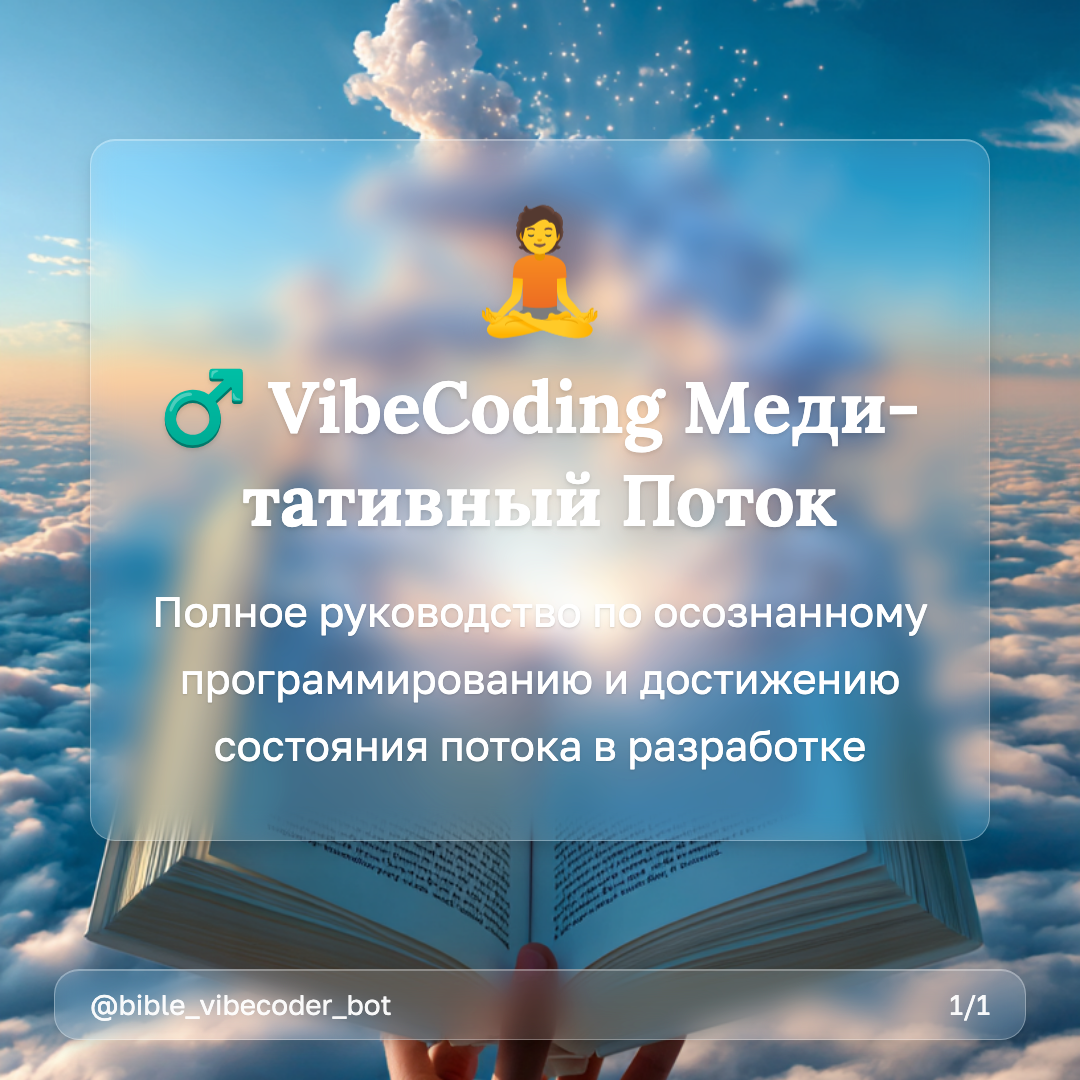 🧘
♂️ VibeCoding Меди-
тативный Поток
Полное руководство по осознанному
программированию и достижению
состояния потока в разработке
@bible_vibecoder_bot
1/1